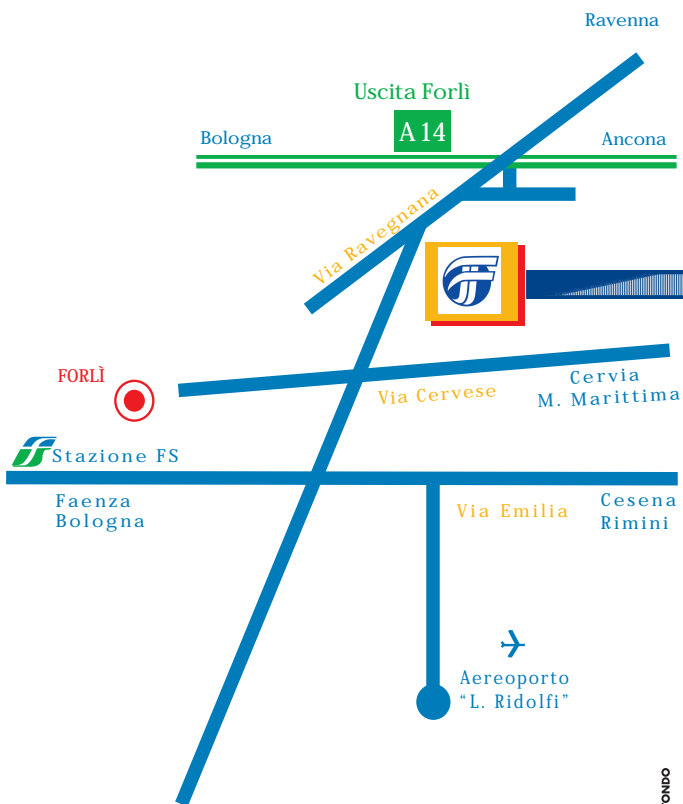 Ravenna
Uscita Forlì
A 14
Bologna
Ancona
Via Ravegnana
FORLÌ
Via Cervese
Cervia
M. Marittima
Stazione FS
Faenza
Bologna
Via Emilia
Cesena
Rimini
Aereoporto
“L. Ridolfi”